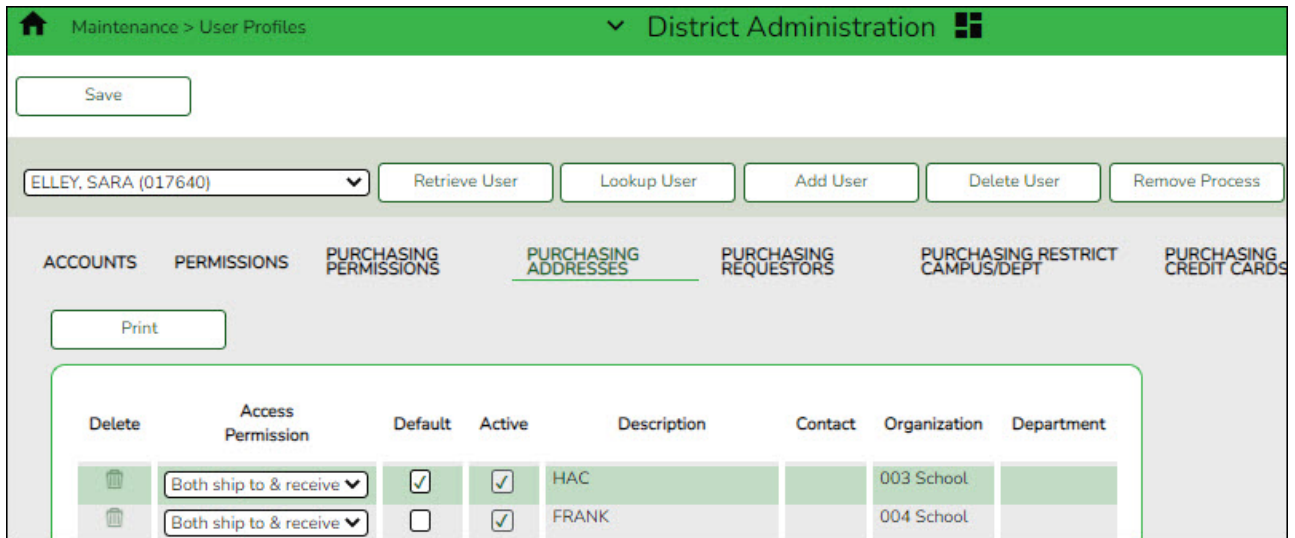 Maintenance > User Profiles
District Administration
Save
ELLEY, SARA (017640)
Retrieve User
Lookup User
Add User
Delete User
Remove Process
ACCOUNTS
PERMISSIONS
PURCHASING
PERMISSIONS
PURCHASING
ADDRESSES
PURCHASING
REQUESTORS
PURCHASING RESTRICT
CAMPUS/DEPT
PURCHASING
CREDIT CARDS
Print
Delete
Access
Permission
Default
Active
Description
Contact
Organization
Department
Both ship to & receive
HAC
003 School
Both ship to & receive
FRANK
004 School